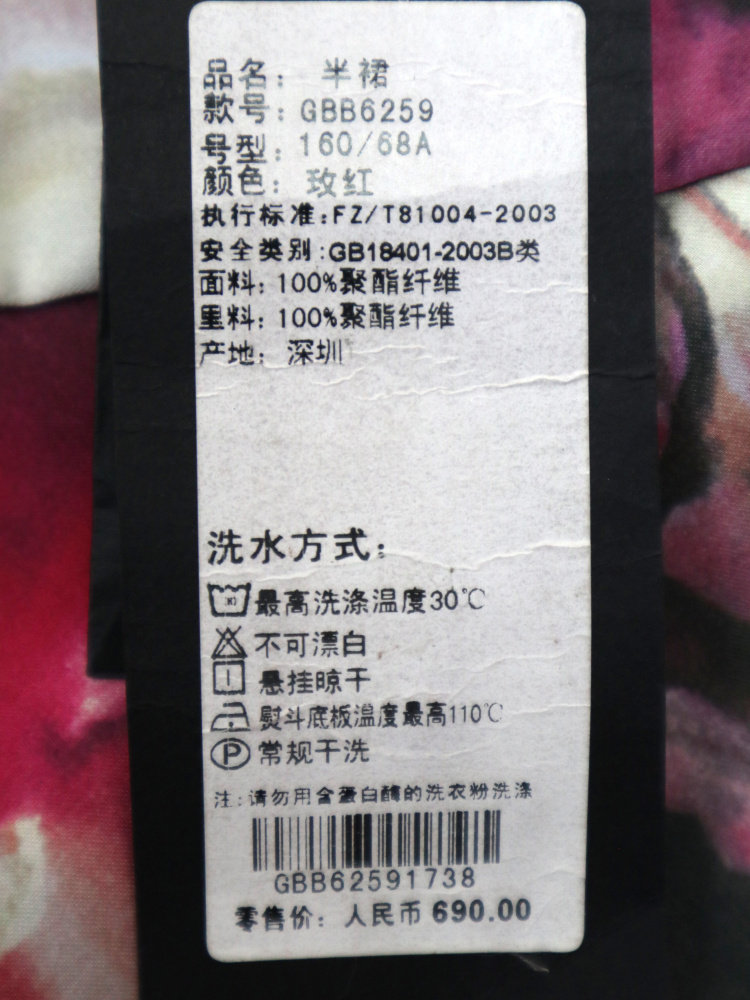 品名： 半裙
款号：GBB6259
号型：160/68A
颜色： 玫红
执行标准：FZ/T81004-2003
安全类别：GB18401-2003B类
面料：100%聚酯纤维
里料：100%聚酯纤维
产地： 深圳
洗水方式：
最高洗涤温度30℃
不可漂白
悬挂晾干
熨斗底板温度最高110℃
P 常规干洗
注：请勿用含蛋白酶的洗衣粉洗涤
GBB62591738
零售价： 人民币 690.00